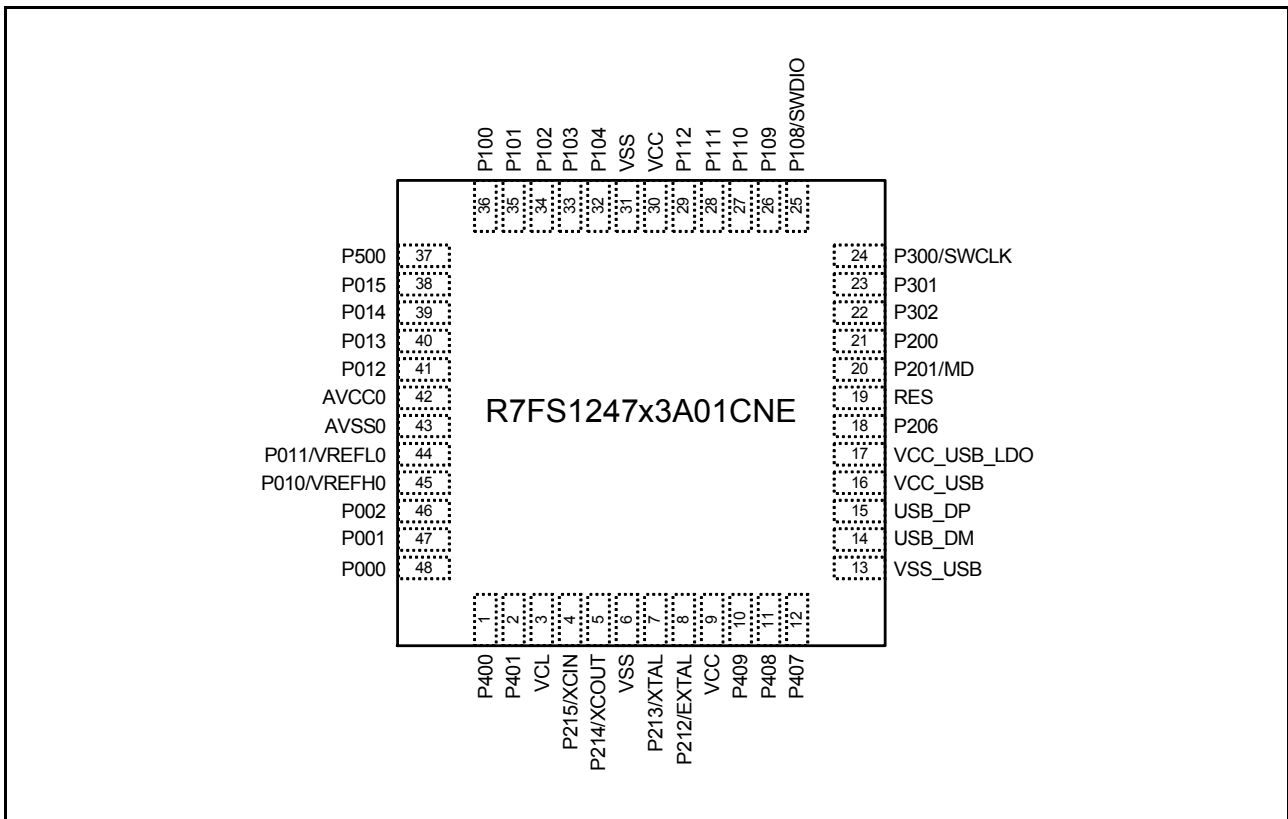 P100
P101
P102
P103
P104
VSS
VCC
P112
P111
P110
P109
P108/SWDIO
36
35
34
33
32
31
30
29
28
27
26
25
P500 37
P015 38
P014 39
P013 40
P012 41
AVCC0 42
AVSS0 43
P011/VREFL0 44
P010/VREFH0 45
P002 46
P001 47
P000 48
R7FS1247x3A01CNE
24 P300/SWCLK
23 P301
22 P302
21 P200
20 P201/MD
19 RES
18 P206
17 VCC_USB_LDO
16 VCC_USB
15 USB_DP
14 USB_DM
13 VSS_USB
1
2
3
4
5
6
7
8
9
10
11
12
P400
P401
VCL
P215/XCIN
P214/XCOUT
VSS
P213/XTAL
P212/EXTAL
VCC
P409
P408
P407